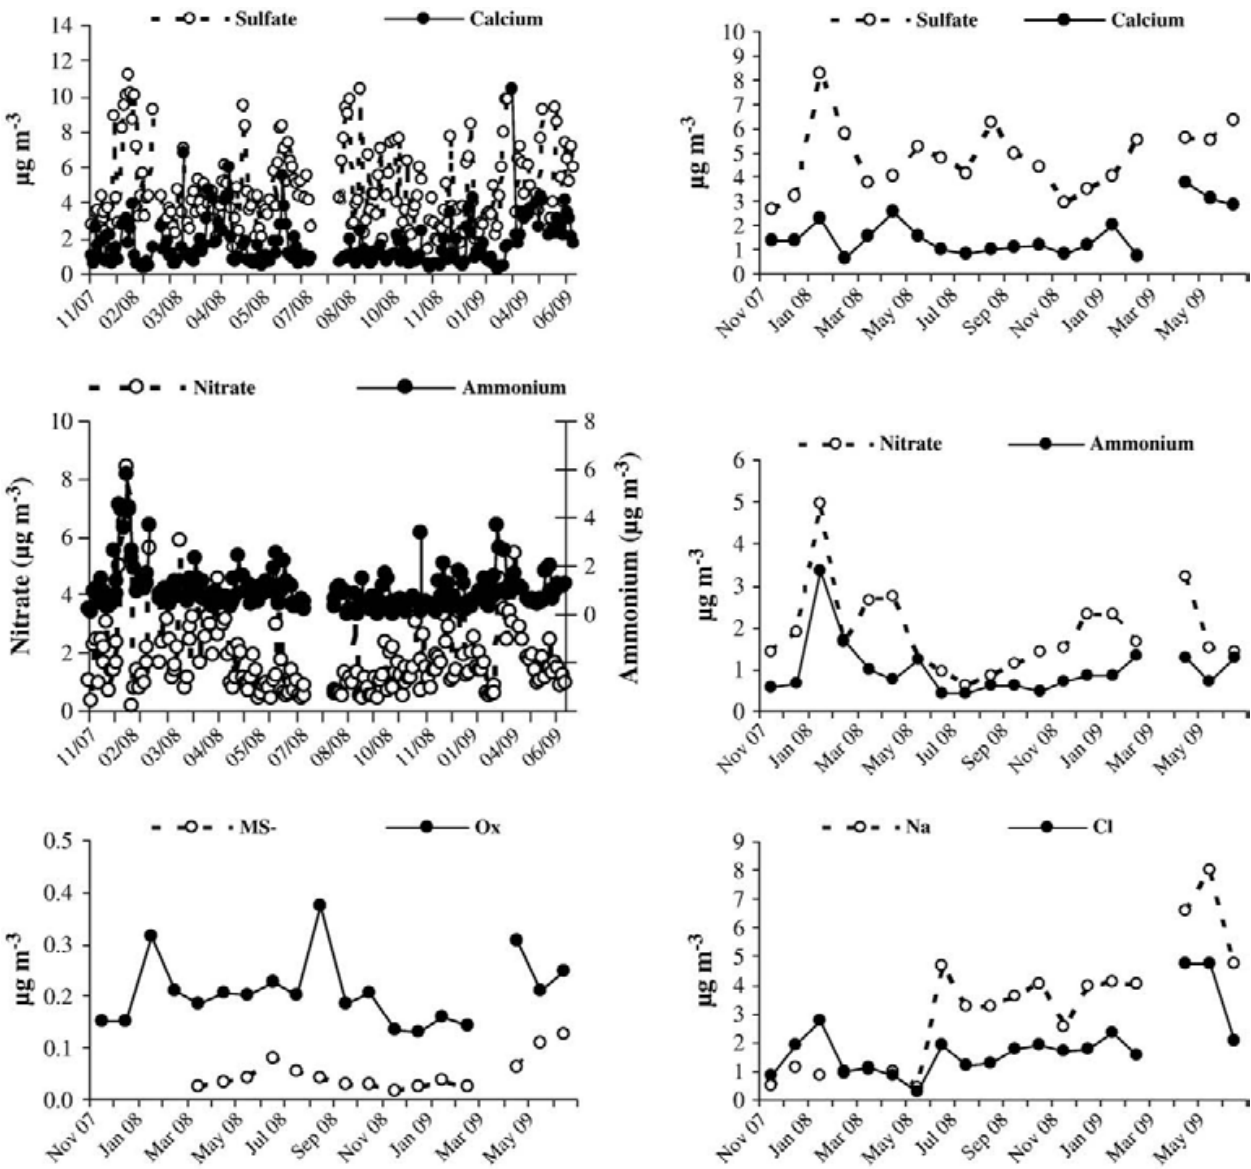 Sulfate Calcium
14
12
10
8
6
4
2
0
µg m-3
11/07 02/08 03/08 04/08 05/08 07/08 08/08 10/08 11/08 01/09 04/09 06/09
Sulfate Calcium
10
9
8
7
6
5
4
3
2
1
0
µg m-3
Nov 07 Jan 08 Mar 08 May 08 Jul 08 Sep 08 Nov 08 Jan 09 Mar 09 May 09
Nitrate Ammonium
10
8
6
4
2
0
Nitrate (µg m-3)
8
6
4
2
0
Ammonium (µg m-3)
11/07 02/08 03/08 04/08 05/08 07/08 08/08 10/08 11/08 01/09 04/09 06/09
Nitrate Ammonium
6
5
4
3
2
1
0
µg m-3
Nov 07 Jan 08 Mar 08 May 08 Jul 08 Sep 08 Nov 08 Jan 09 Mar 09 May 09
MS- Ox
0.5
0.4
0.3
0.2
0.1
0
µg m-3
Nov 07 Jan 08 Mar 08 May 08 Jul 08 Sep 08 Nov 08 Jan 09 Mar 09 May 09
Na Cl
9
8
7
6
5
4
3
2
1
0
µg m-3
Nov 07 Jan 08 Mar 08 May 08 Jul 08 Sep 08 Nov 08 Jan 09 Mar 09 May 09